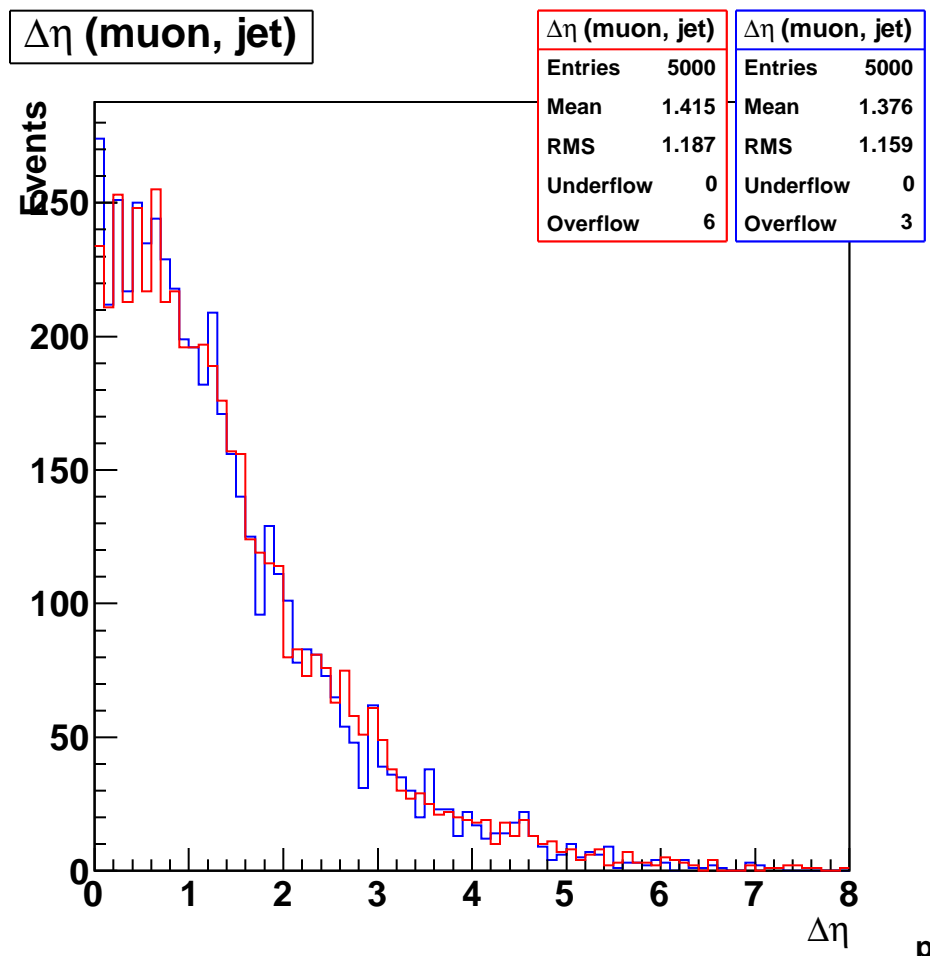 Δη (muon, jet)
Δη (muon, jet)
Entries 5000
Mean 1.415
RMS 1.187
Underflow 0
Overflow 6
Δη (muon, jet)
Entries 5000
Mean 1.376
RMS 1.159
Underflow 0
Overflow 3
Events
250
200
150
100
50
0
0 1 2 3 4 5 6 7 8
Δη
p